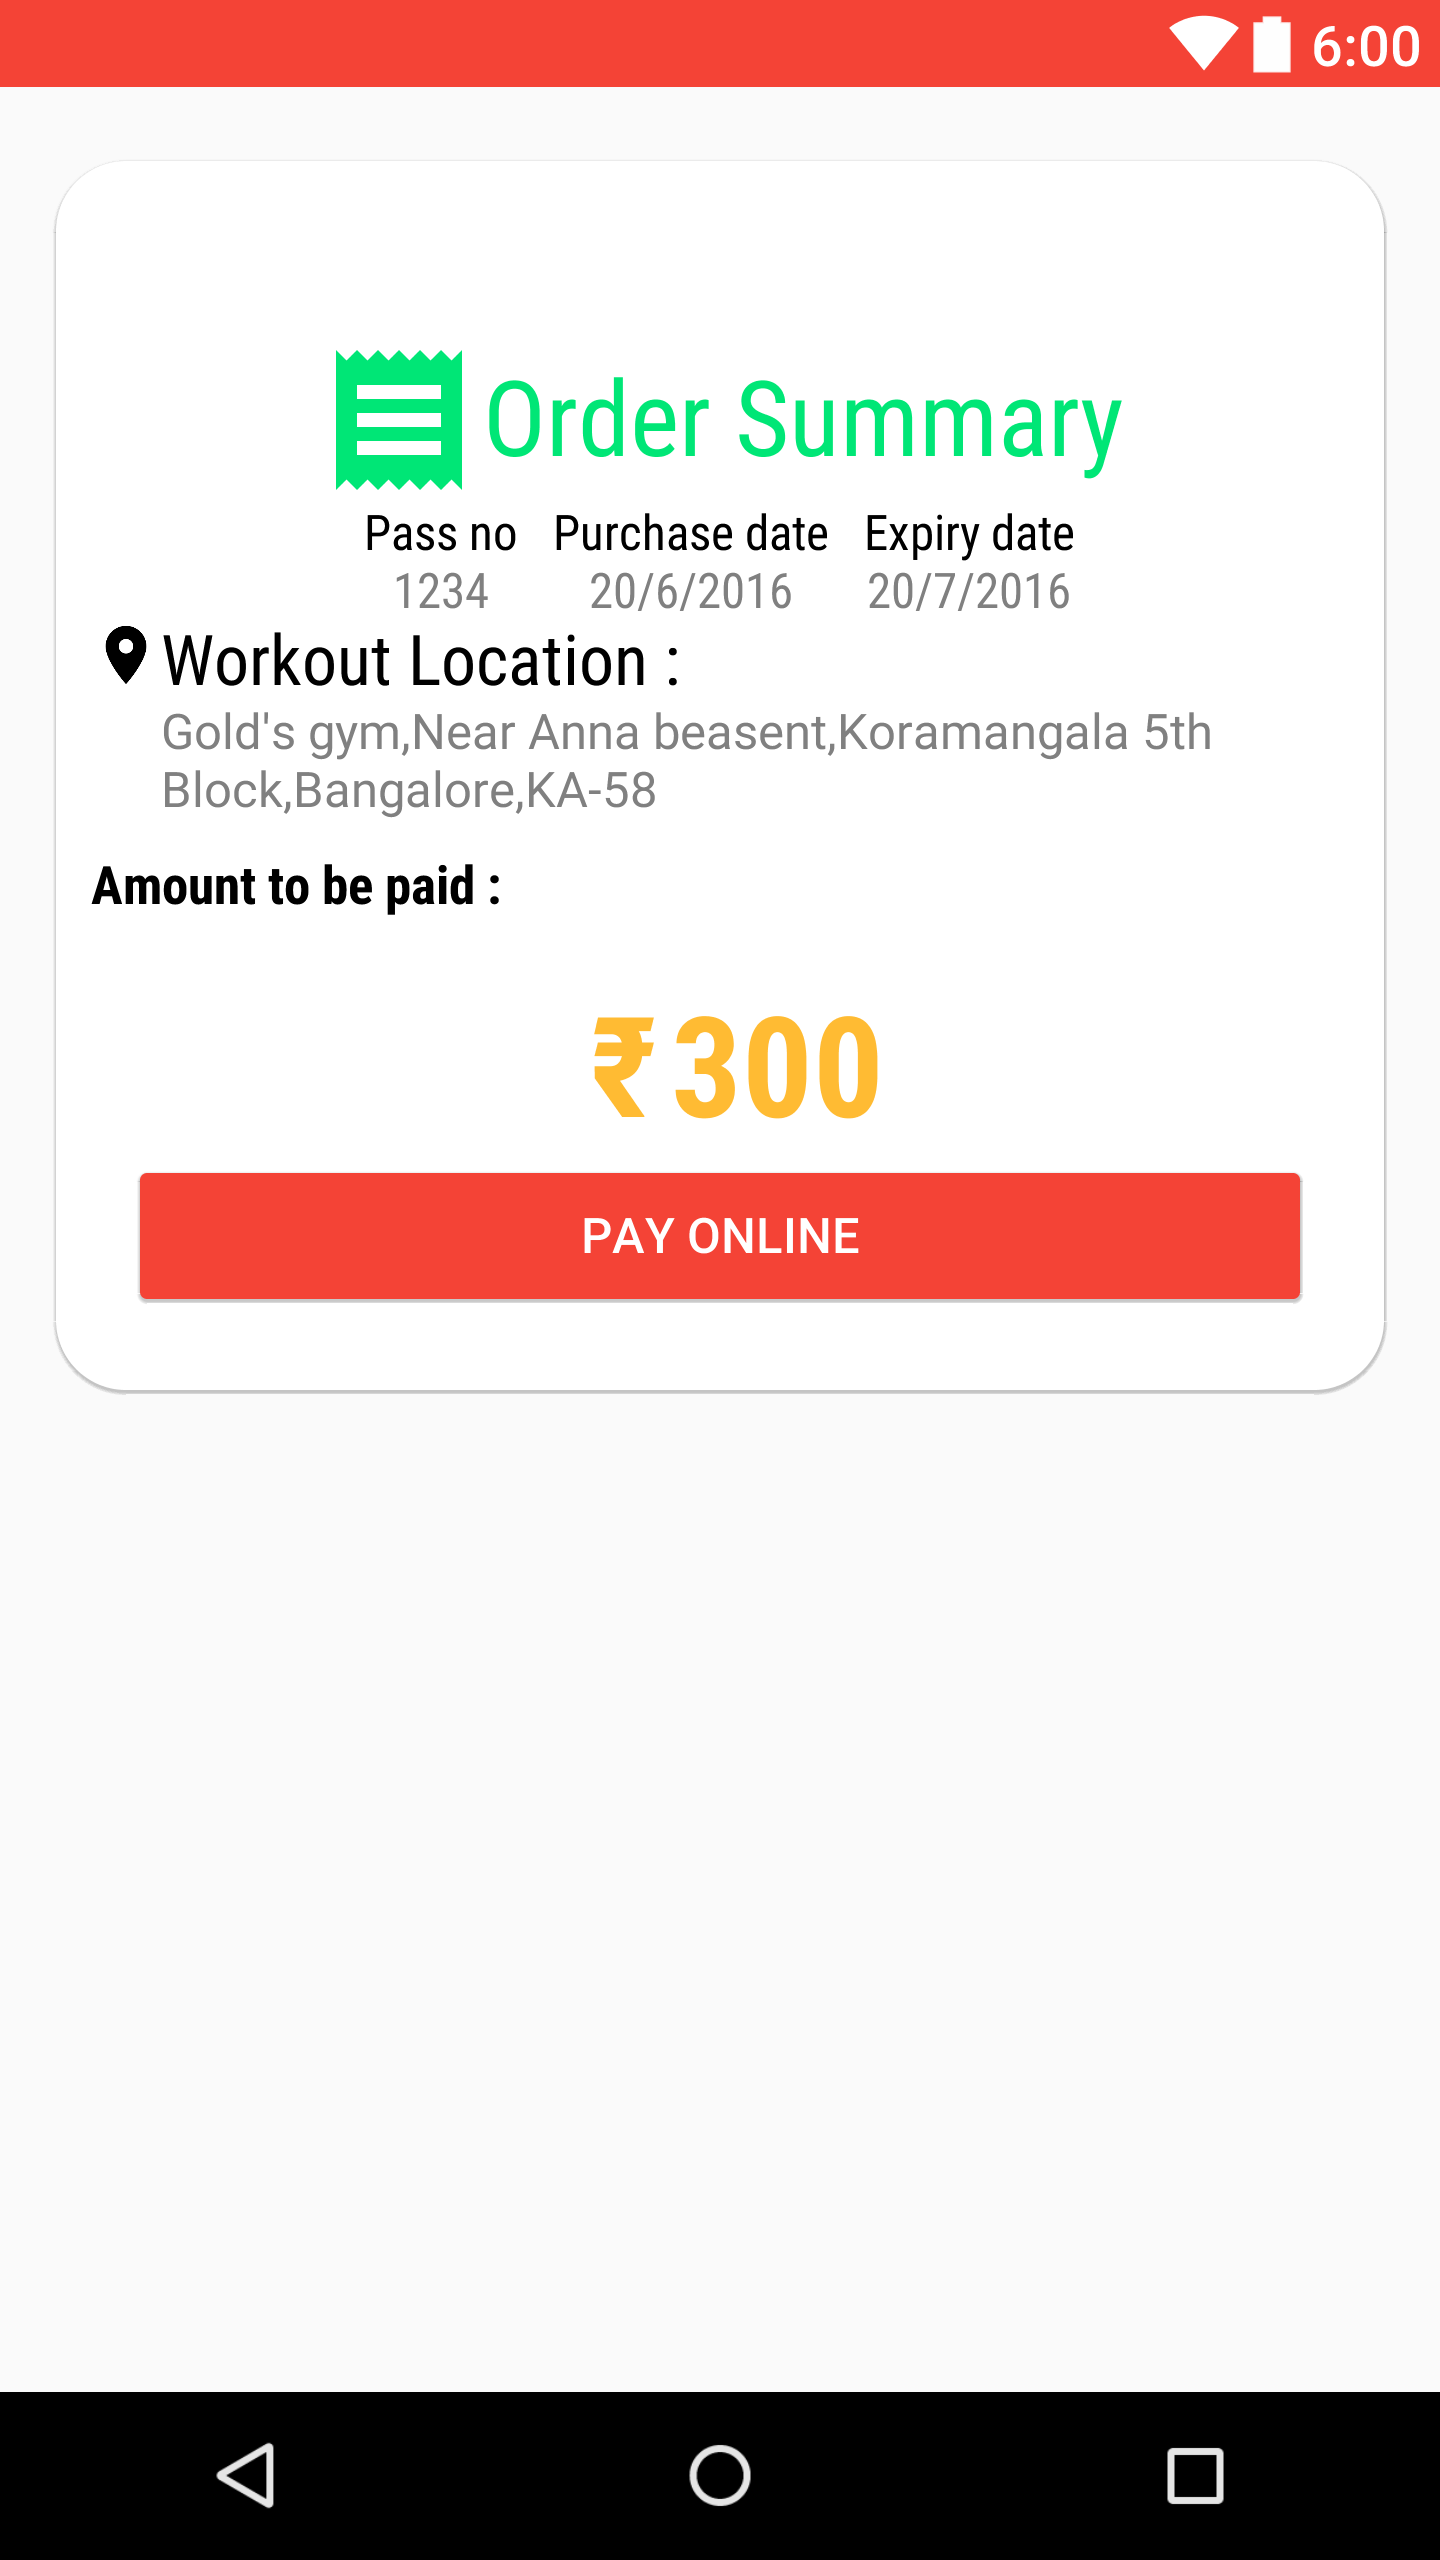 6:00
Order Summary
Pass no Purchase date Expiry date
1234 20/6/2016 20/7/2016
Workout Location :
Gold's gym,Near Anna beasent,Koramangala 5th
Block,Bangalore,KA-58
Amount to be paid :
₹300
PAY ONLINE